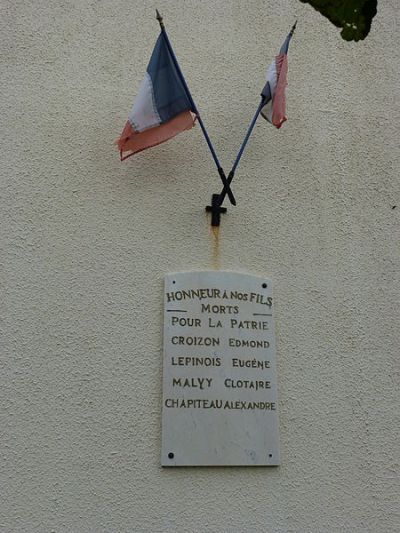 HONNEUR A NOS FILS
MORTS
POUR LA PATRIE
CROIZON EDMOND
LEPINOIS EUGÈNE
MALVY CLOTAIRE
CHAPITEAU ALEXANDRE